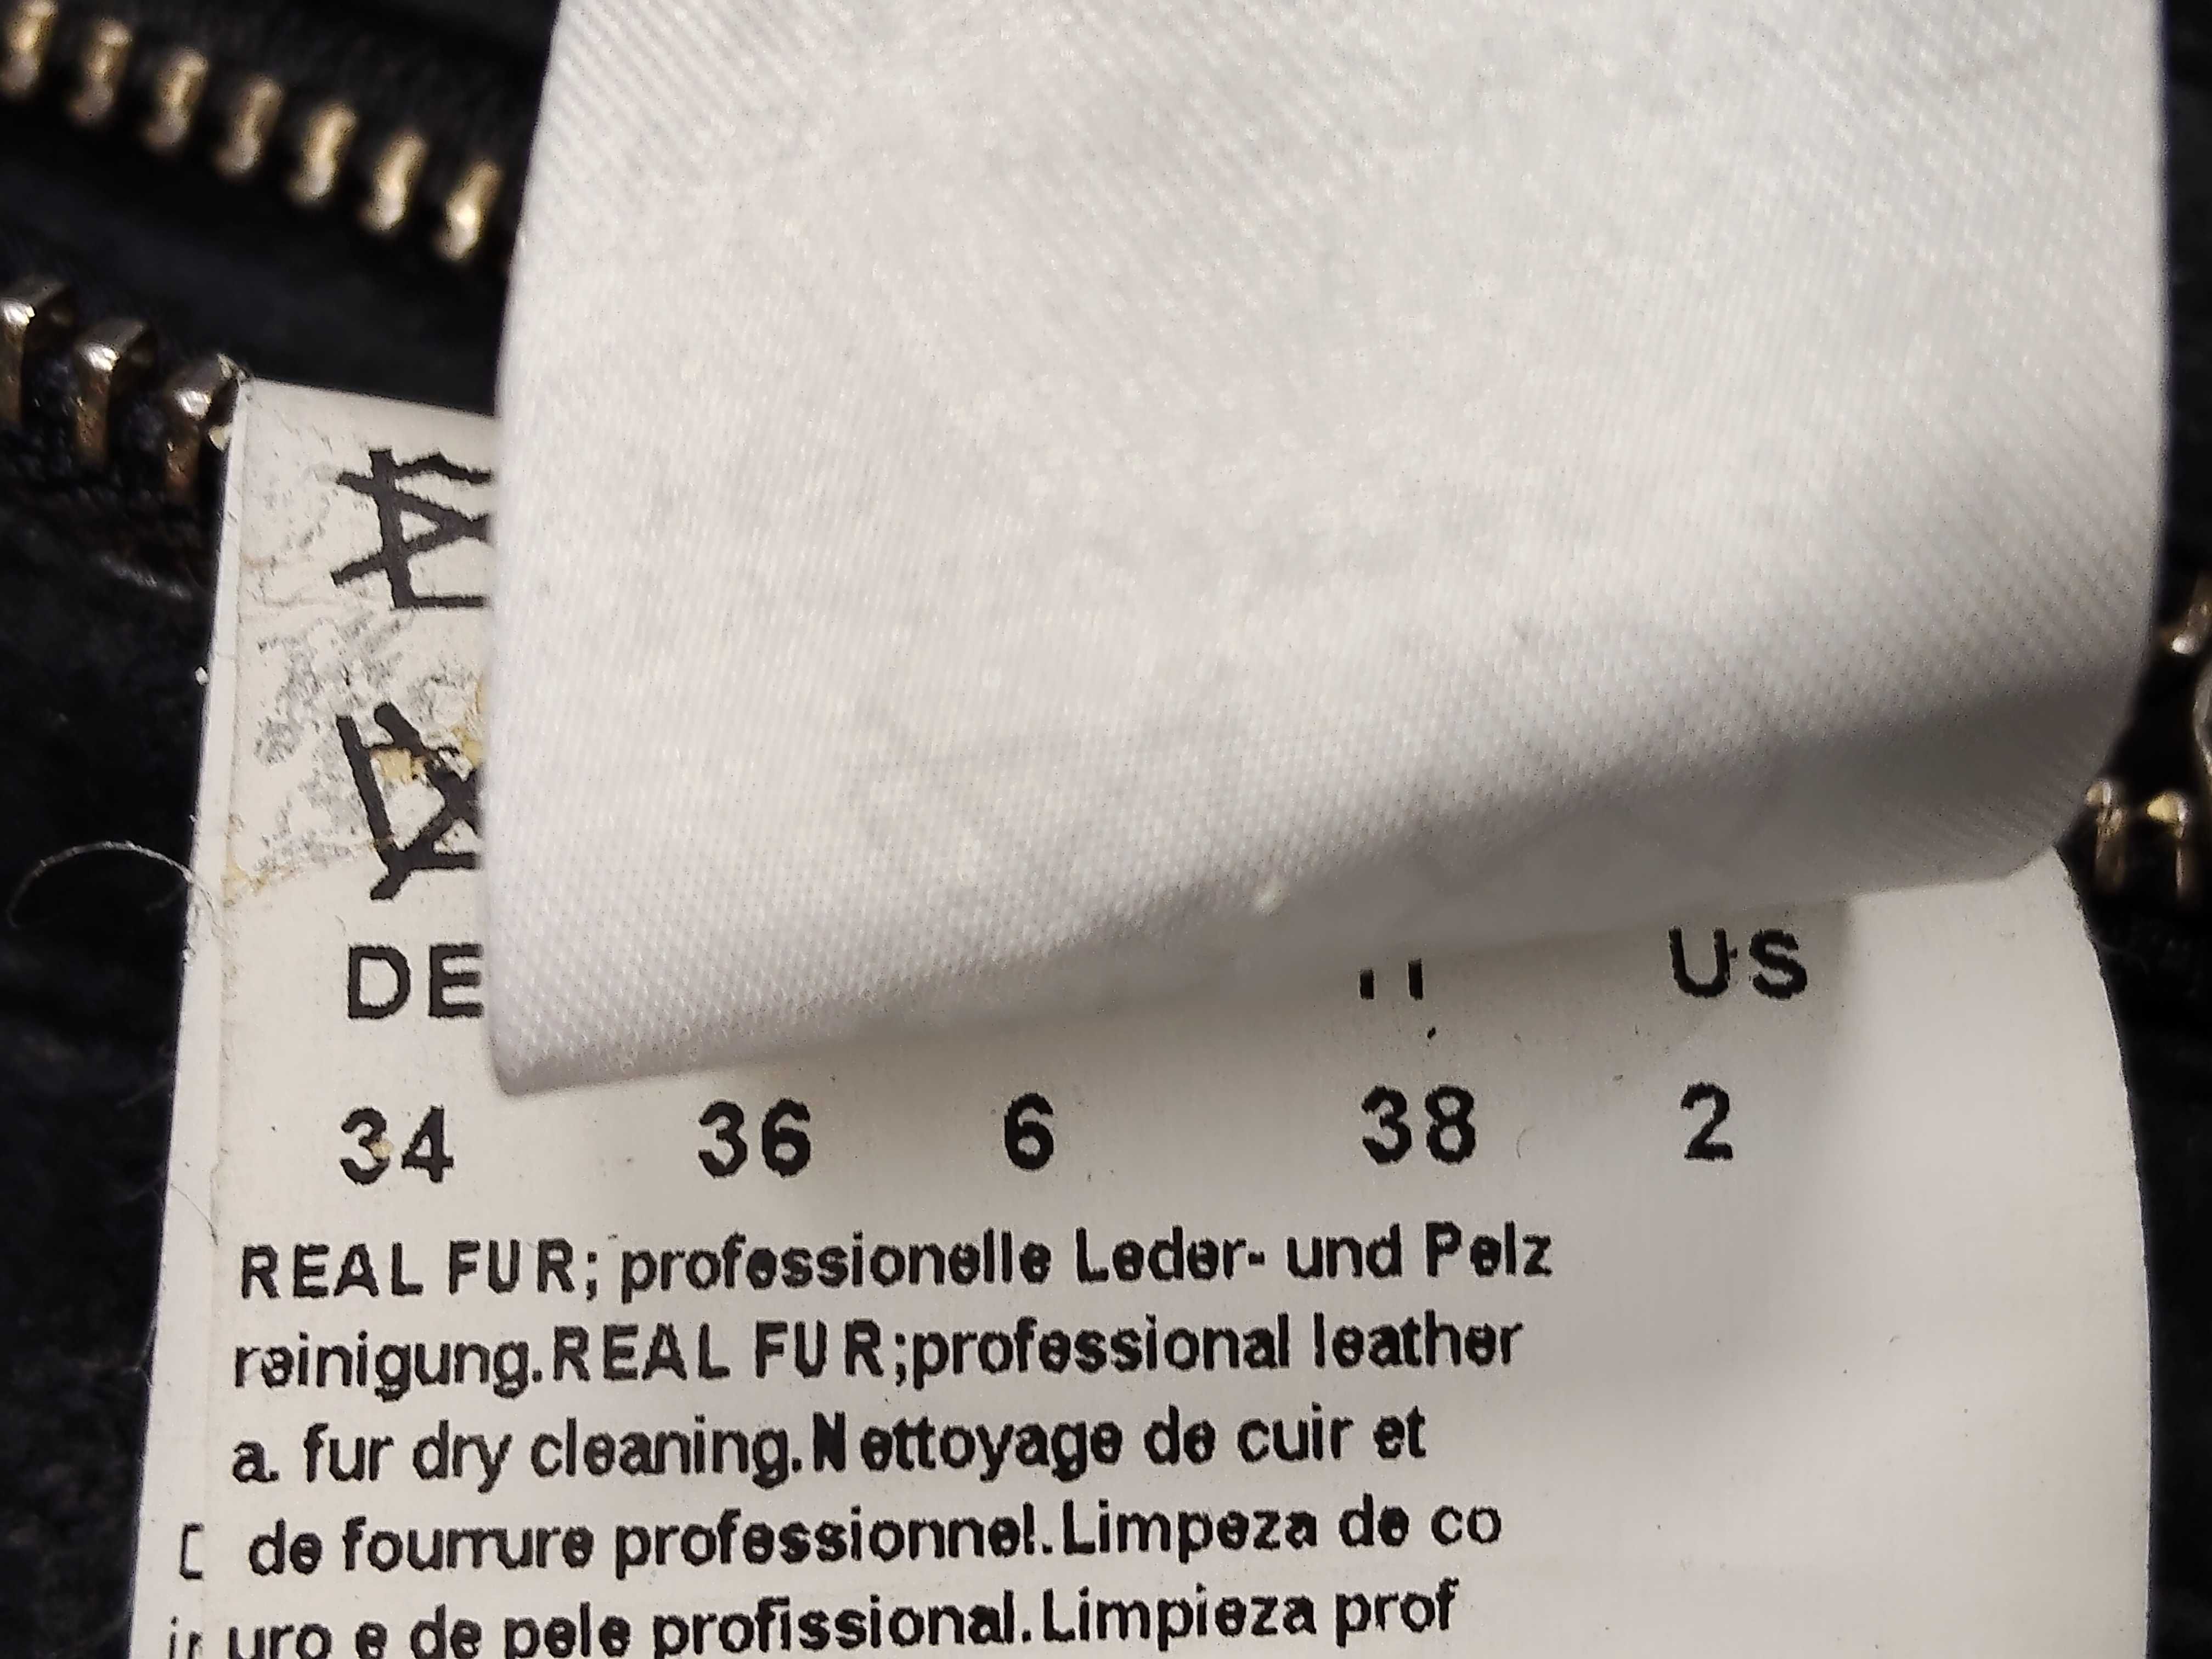 DE US
34 36 6 38 2
REAL FUR; professionelle Leder- und Pelz
reinigung.REAL FUR;professional leather
a. fur dry cleaning.Nettoyage de cuir et
de fourrure professionnel.Limpeza de co
uro e de pele profissional.Limpieza prof